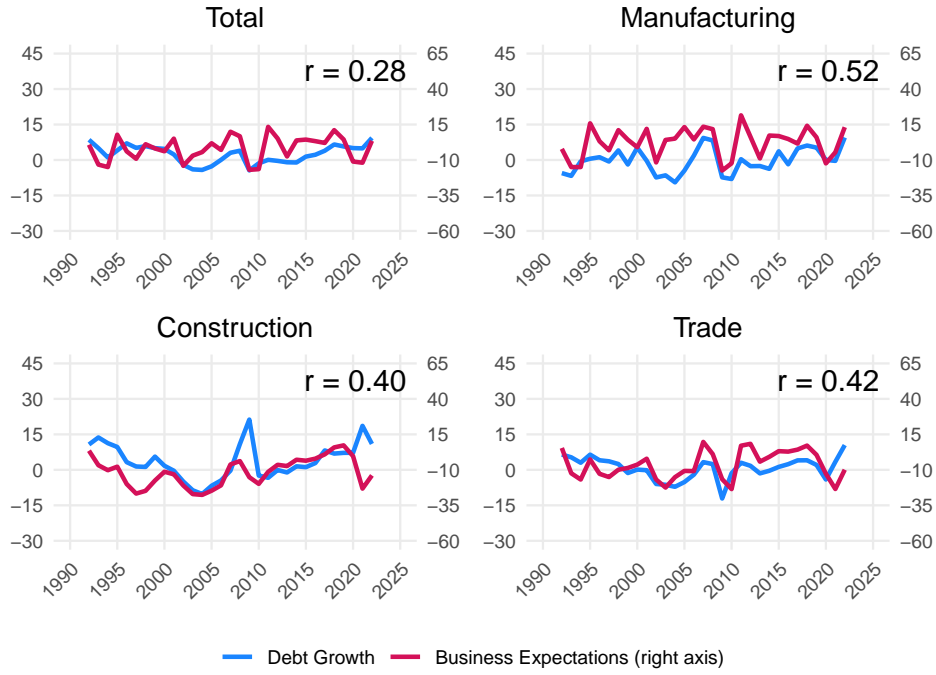 Total Manufacturing
45 65 45 65
r = 0.28 r = 0.52
30 40 30 40
15 15 15 15
0 −10 0 −10
−15 −35 −15 −35
−30 −60 −30 −60
1990 1995 2000 2005 2010 2015 2020 2025 1990 1995 2000 2005 2010 2015 2020 2025
Construction Trade
45 65 45 65
r = 0.40 r = 0.42
30 40 30 40
15 15 15 15
0 −10 0 −10
−15 −35 −15 −35
−30 −60 −30 −60
1990 1995 2000 2005 2010 2015 2020 2025 1990 1995 2000 2005 2010 2015 2020 2025
Debt Growth Business Expectations (right axis)